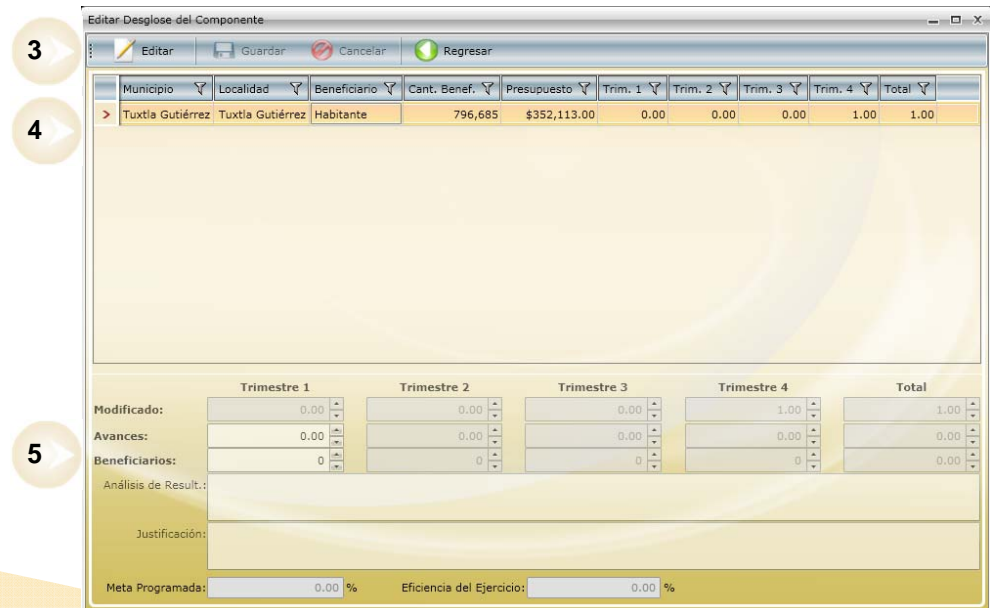 Editar Desglose del Componente
3
Editar Guardar Cancelar Regresar
Municipio Localidad Beneficiario Cant. Benef. Presupuesto Trim. 1 Trim. 2 Trim. 3 Trim. 4 Total
4
> Tuxtla Gutiérrez Tuxtla Gutiérrez Habitante 796,685 $352,113.00 0.00 0.00 0.00 1.00 1.00
Trimestre 1 Trimestre 2 Trimestre 3 Trimestre 4 Total
Modificado: 0.00 0.00 0.00 1.00 1.00
Avances: 0.00 0.00 0.00 0.00 0.00
5
Beneficiarios: 0 0 0 0 0.00
Análisis de Result.:
Justificación:
Meta Programada: 0.00 % Eficiencia del Ejercicio: 0.00 %